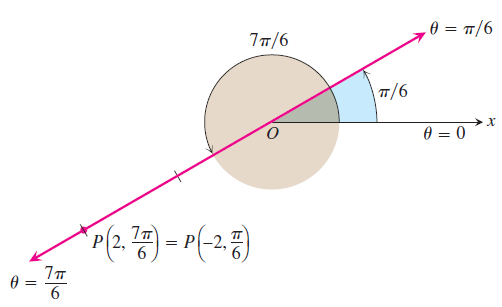 θ = π/6
7π/6
π/6
O
x
θ = 0
P(2, 7π/6) = P(−2, π/6)
θ = 7π/6